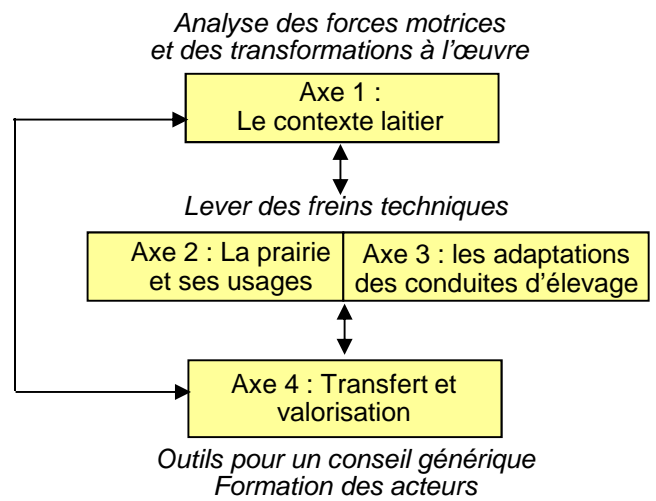 Analyse des forces motrices
et des transformations à l'œuvre
Axe 1 :
Le contexte laitier
Lever des freins techniques
Axe 2 : La prairie
et ses usages
Axe 3 : les adaptations
des conduites d'élevage
Axe 4 : Transfert et
valorisation
Outils pour un conseil générique
Formation des acteurs